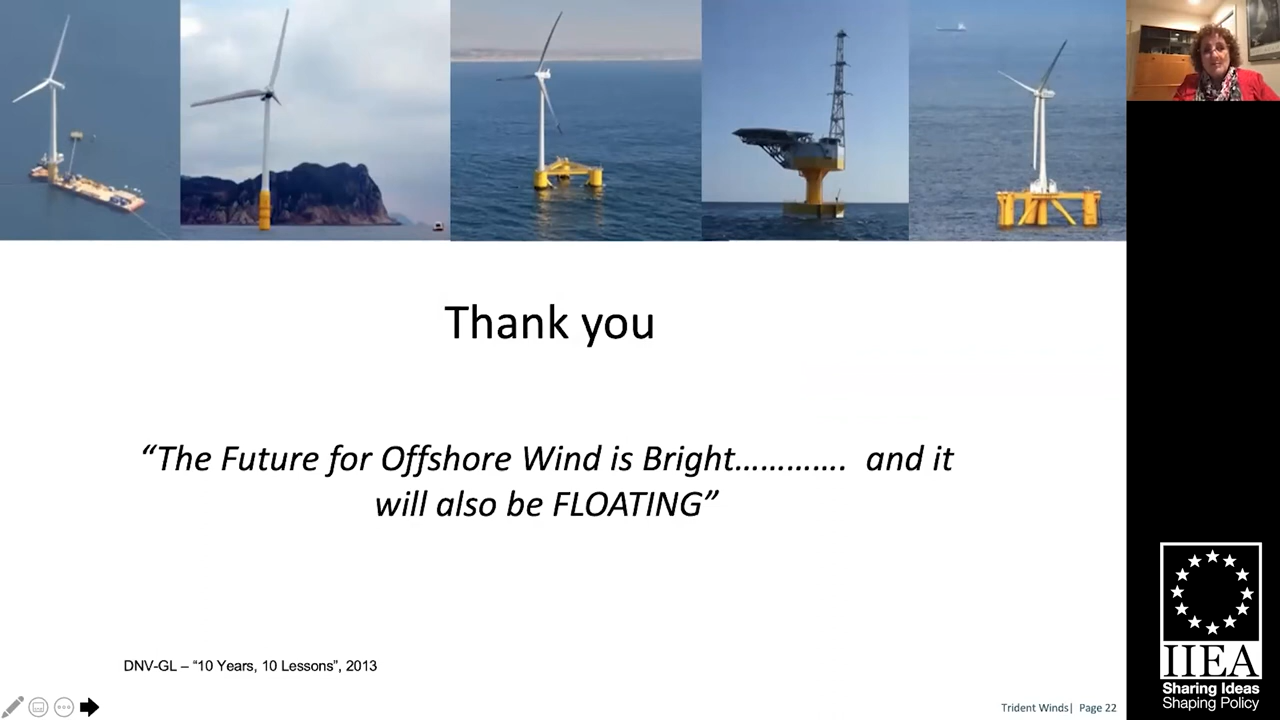 Thank you
“The Future for Offshore Wind is Bright…………. and it
will also be FLOATING”
DNV-GL – “10 Years, 10 Lessons”, 2013
Trident Winds| Page 22
IIEA
Sharing Ideas
Shaping Policy